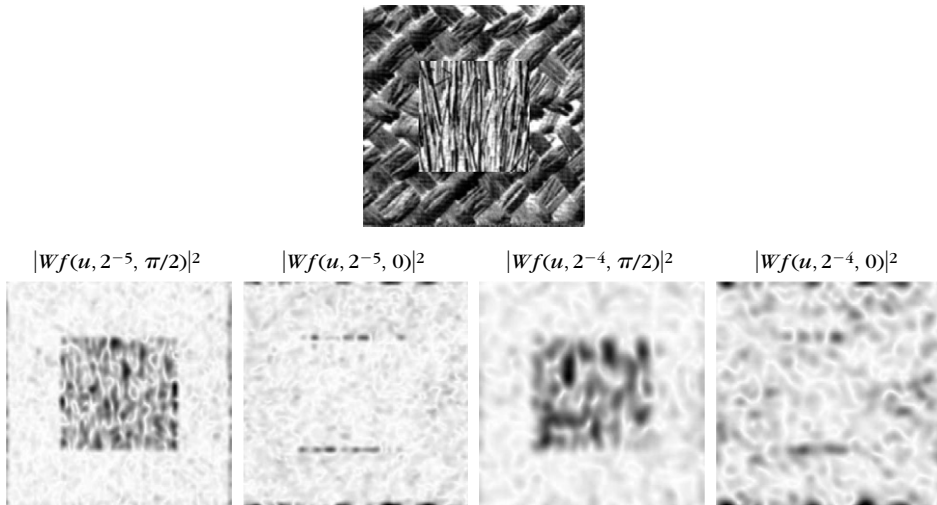 |Wf(u, 2⁻⁵, π/2)|² |Wf(u, 2⁻⁵, 0)|² |Wf(u, 2⁻⁴, π/2)|² |Wf(u, 2⁻⁴, 0)|²